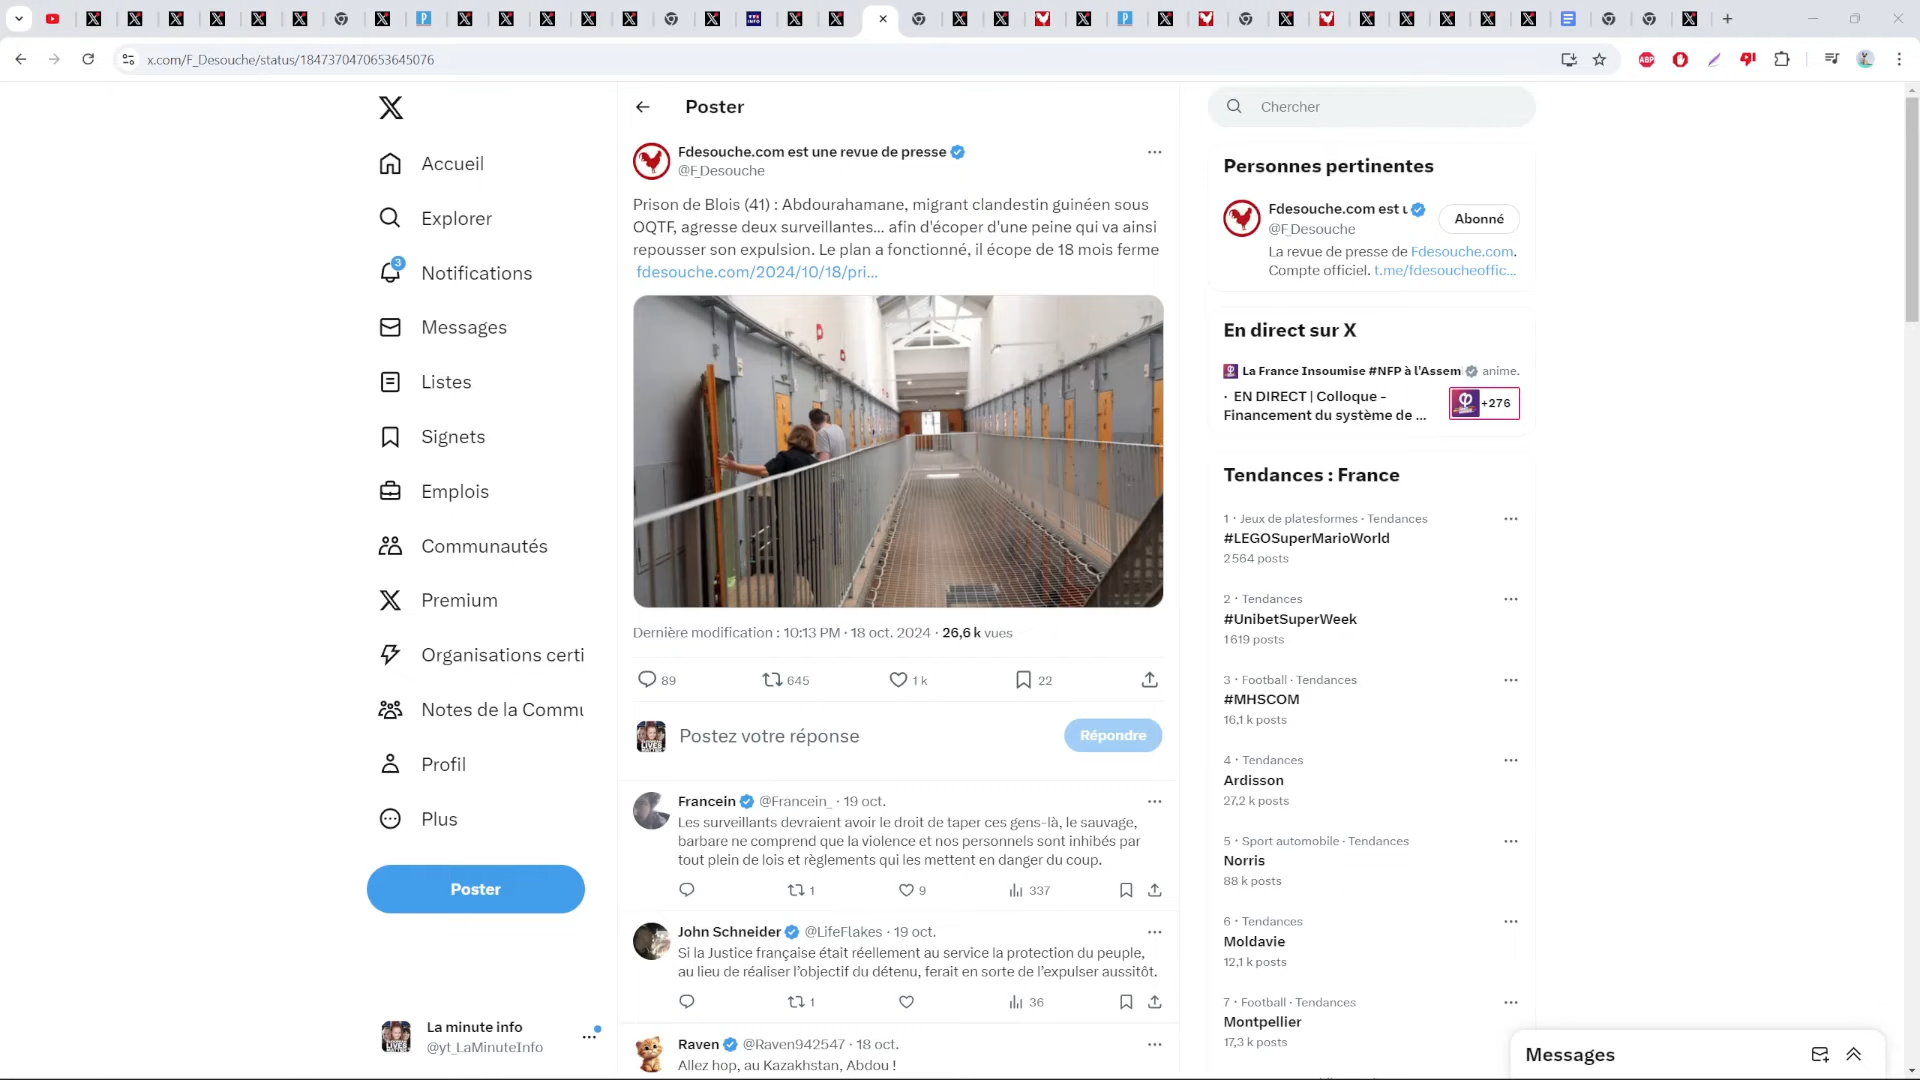 x.com/F_Desouche/status/1847370470653645076
ABP
Poster
Chercher
Accueil
Explorer
3
Notifications
Messages
Listes
Signets
Emplois
Communautés
Premium
Organisations certi
Notes de la Commu
Profil
Plus
Poster
La minute info
@yt_LaMinuteInfo
Fdesouche.com est une revue de presse
@F_Desouche
Prison de Blois (41) : Abdourahamane, migrant clandestin guinéen sous
OQTF, agresse deux surveillantes... afin d'écoper d'une peine qui va ainsi
repousser son expulsion. Le plan a fonctionné, il écope de 18 mois ferme
fdesouche.com/2024/10/18/pri...
Dernière modification : 10:13 PM · 18 oct. 2024 · 26,6 k vues
89 645 1 k 22
Postez votre réponse
Répondre
Francein @Francein_ · 19 oct.
Les surveillants devraient avoir le droit de taper ces gens-là, le sauvage,
barbare ne comprend que la violence et nos personnels sont inhibés par
tout plein de lois et règlements qui les mettent en danger du coup.
1 9 337
John Schneider @LifeFlakes · 19 oct.
Si la Justice française était réellement au service la protection du peuple,
au lieu de réaliser l'objectif du détenu, ferait en sorte de l'expulser aussitôt.
1 36
Raven @Raven942547 · 18 oct.
Allez hop, au Kazakhstan, Abdou !
Personnes pertinentes
Fdesouche.com est u
@F_Desouche
Abonné
La revue de presse de Fdesouche.com.
Compte officiel. t.me/fdesoucheoffic...
En direct sur X
La France Insoumise #NFP à l'Assem anime.
· EN DIRECT | Colloque -
Financement du système de ...
+276
Tendances : France
1 · Jeux de platesformes · Tendances
#LEGOSuperMarioWorld
2 564 posts
2 · Tendances
#UnibetSuperWeek
1 619 posts
3 · Football · Tendances
#MHSCOM
16,1 k posts
4 · Tendances
Ardisson
27,2 k posts
5 · Sport automobile · Tendances
Norris
88 k posts
6 · Tendances
Moldavie
12,1 k posts
7 · Football · Tendances
Montpellier
17,3 k posts
Messages